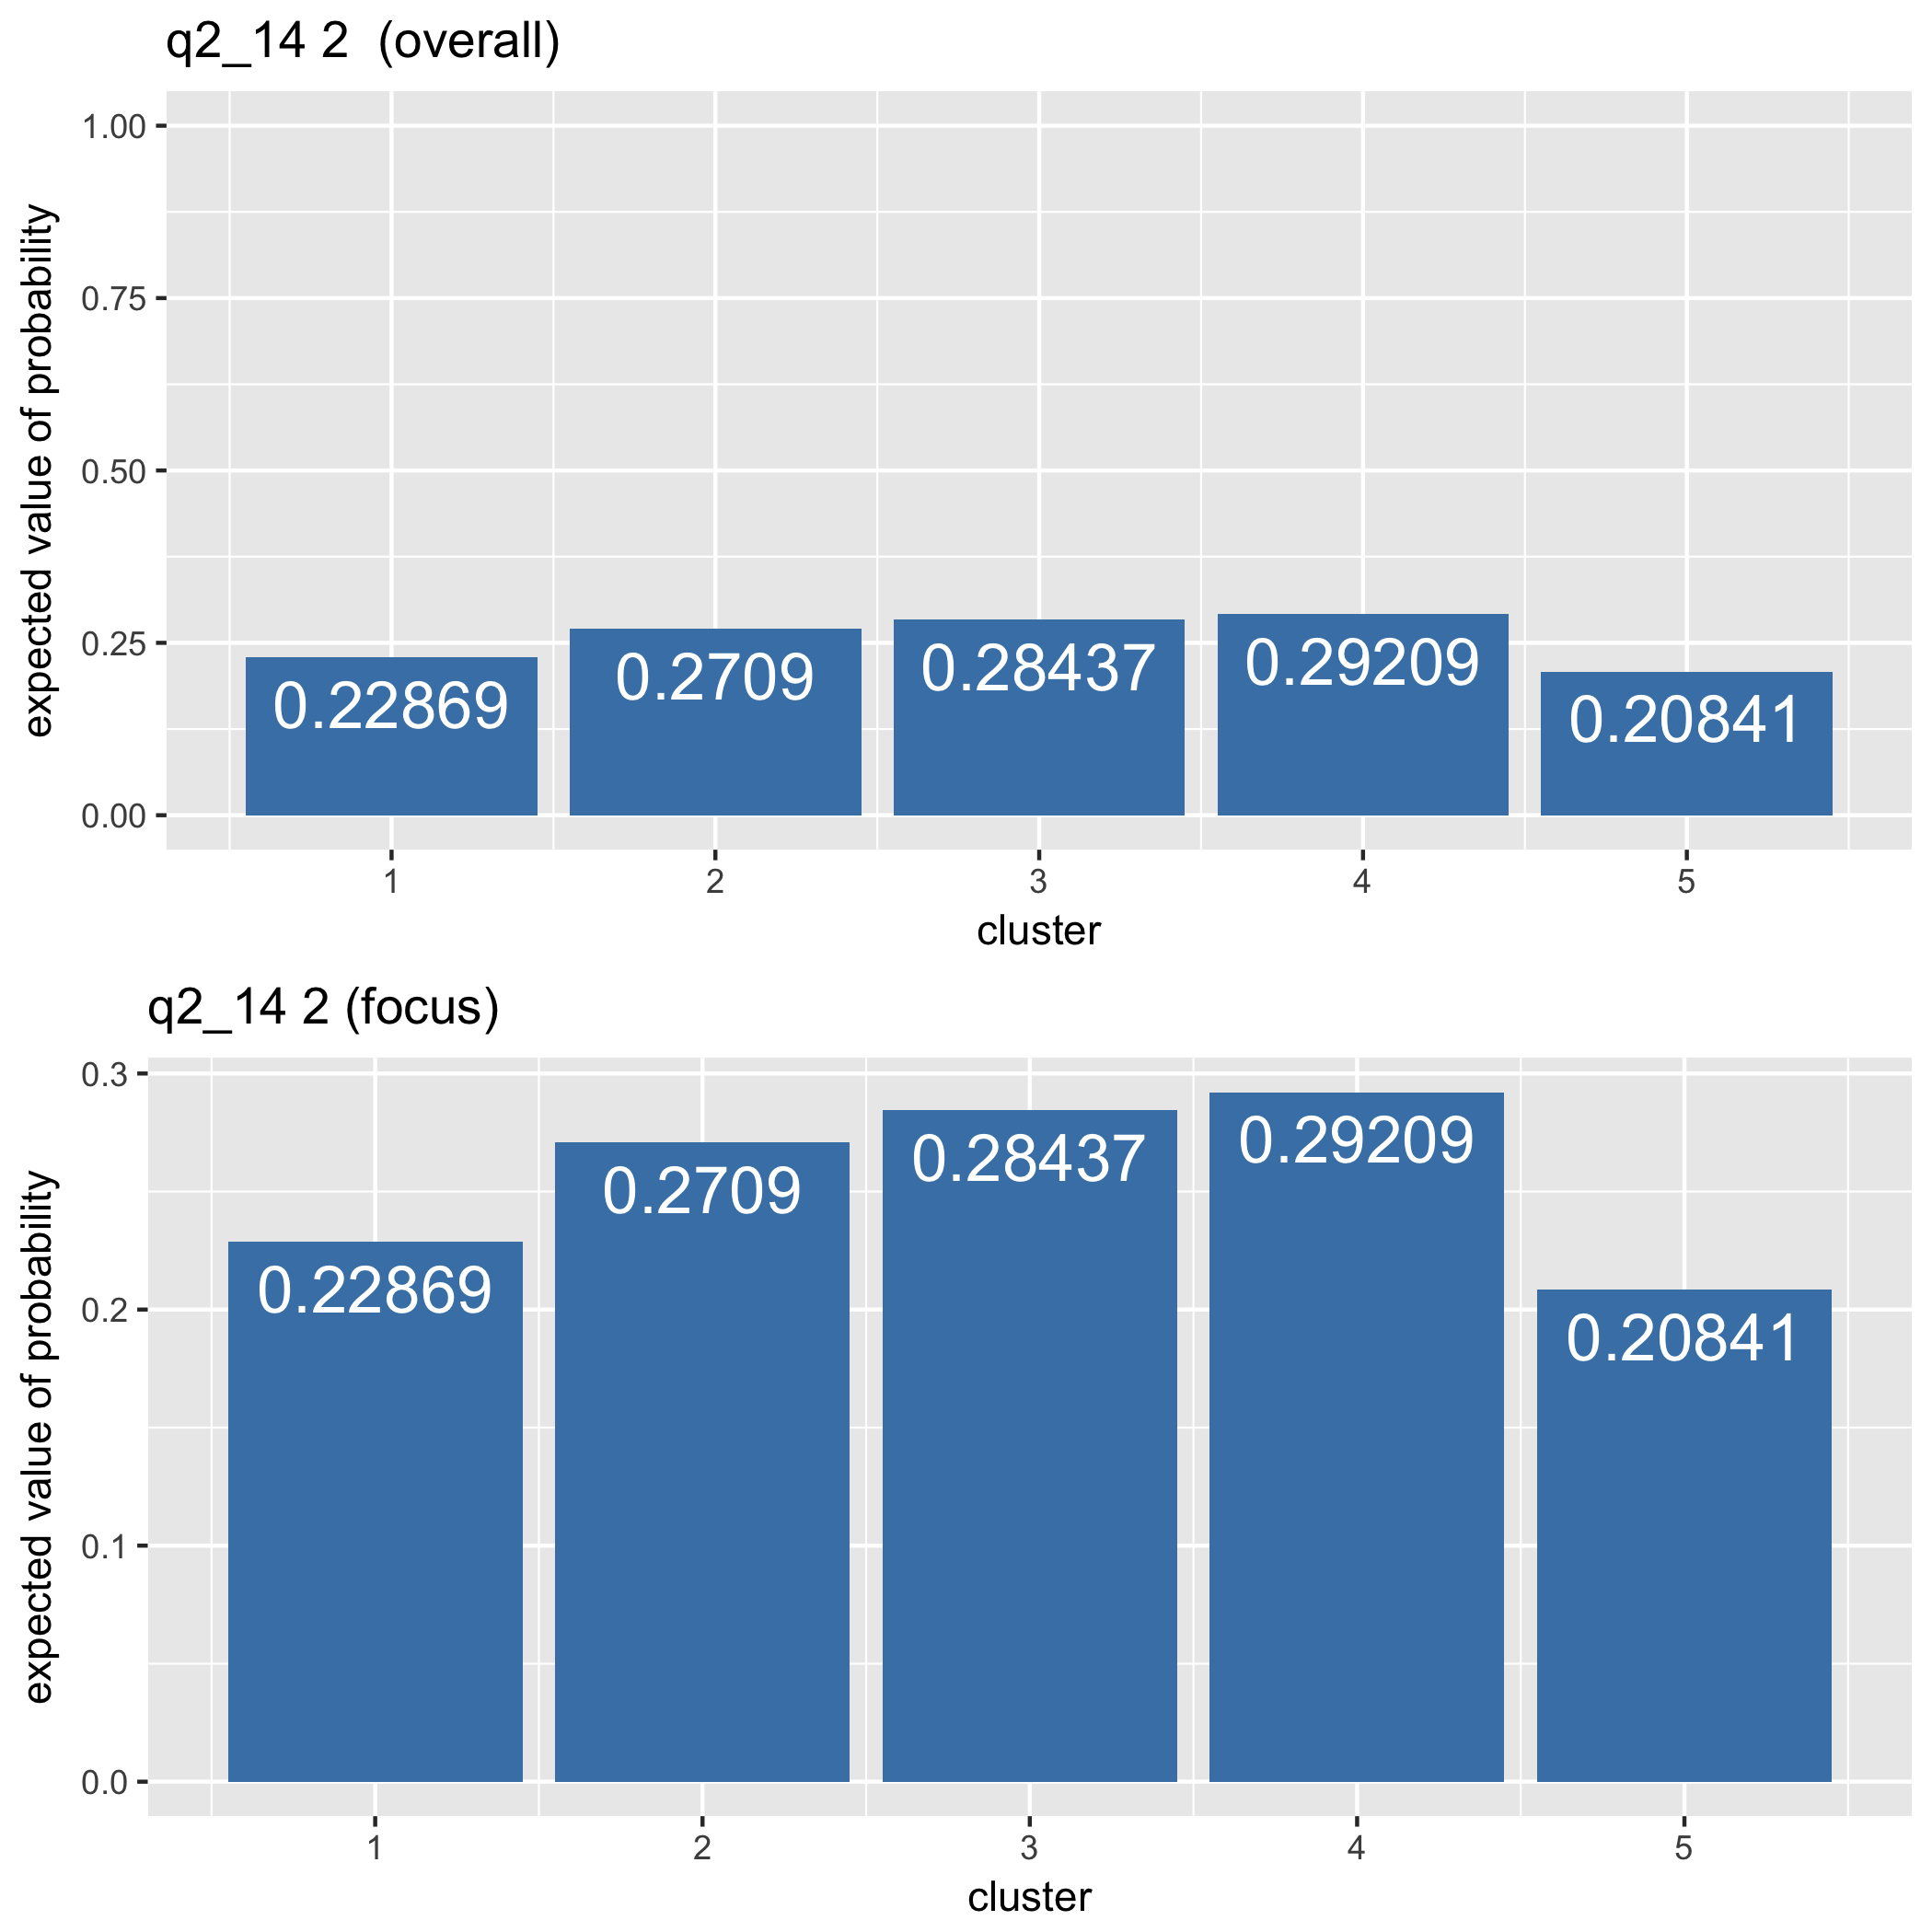 q2_14 2  (overall)
expected value of probability
1.00
0.75
0.50
0.25
0.00
0.22869
0.2709
0.28437
0.29209
0.20841
1 2 3 4 5
cluster
q2_14 2 (focus)
expected value of probability
0.3
0.2
0.1
0.0
0.22869
0.2709
0.28437
0.29209
0.20841
1 2 3 4 5
cluster